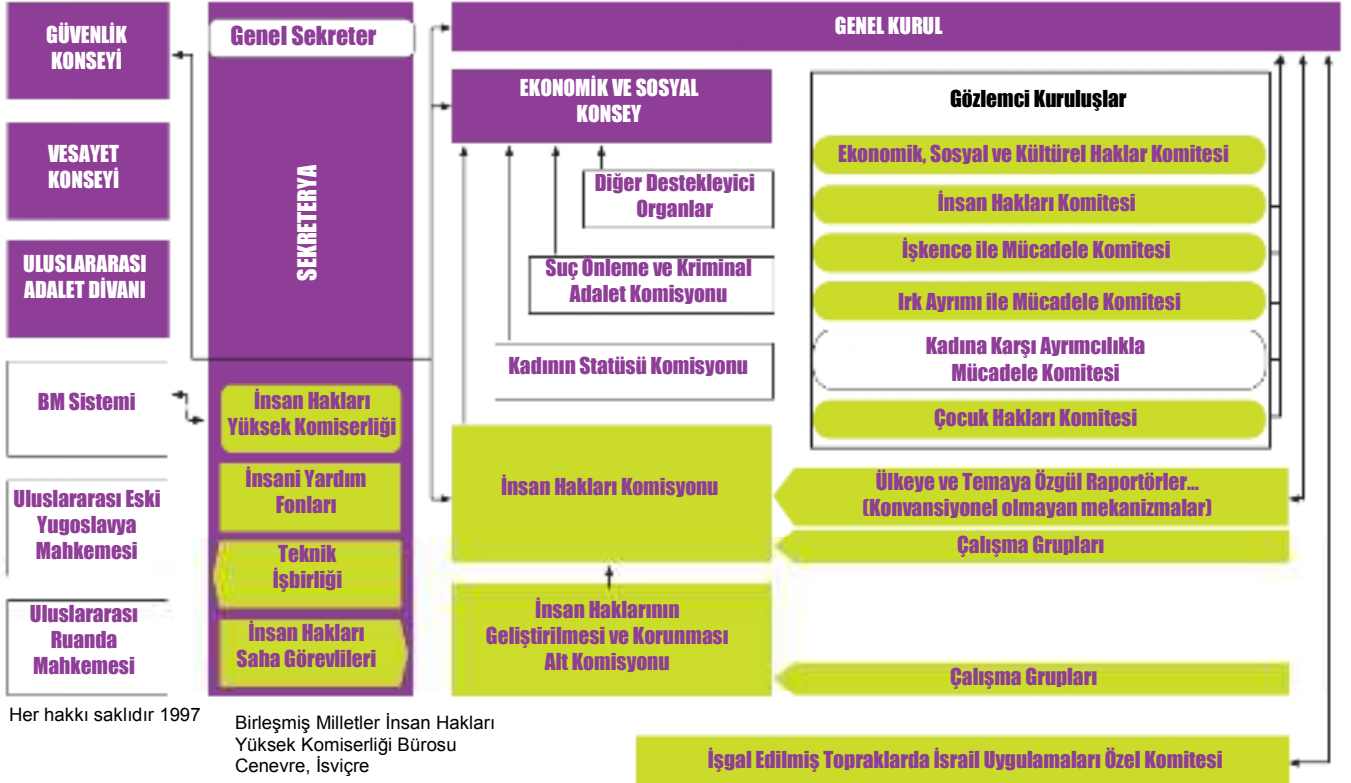 GÜVENLİK
KONSEYİ
VESAYET
KONSEYİ
ULUSLARARASI
ADALET DİVANI
BM Sistemi
Uluslararası Eski
Yugoslavya
Mahkemesi
Uluslararası
Ruanda
Mahkemesi
Her hakkı saklıdır 1997
Genel Sekreter
SEKRETERYA
İnsan Hakları
Yüksek Komiserliği
İnsani Yardım
Fonları
Teknik
İşbirliği
İnsan Hakları
Saha Görevlileri
Birleşmiş Milletler İnsan Hakları
Yüksek Komiserliği Bürosu
Cenevre, İsviçre
GENEL KURUL
EKONOMİK VE SOSYAL
KONSEY
Diğer Destekleyici
Organlar
Suç Önleme ve Kriminal
Adalet Komisyonu
Kadının Statüsü Komisyonu
İnsan Hakları Komisyonu
İnsan Haklarının
Geliştirilmesi ve Korunması
Alt Komisyonu
Gözlemci Kuruluşlar
Ekonomik, Sosyal ve Kültürel Haklar Komitesi
İnsan Hakları Komitesi
İşkence ile Mücadele Komitesi
Irk Ayrımı ile Mücadele Komitesi
Kadına Karşı Ayrımcılıkla
Mücadele Komitesi
Çocuk Hakları Komitesi
Ülkeye ve Temaya Özgül Raportörler...
(Konvansiyonel olmayan mekanizmalar)
Çalışma Grupları
Çalışma Grupları
İşgal Edilmiş Topraklarda İsrail Uygulamaları Özel Komitesi